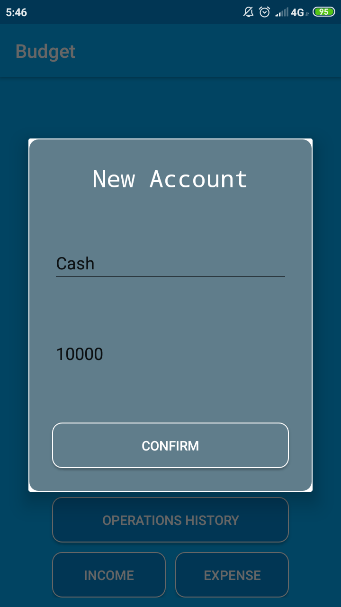 5:46 4G 95
Budget
New Account
Cash
10000
CONFIRM
OPERATIONS HISTORY
INCOME EXPENSE